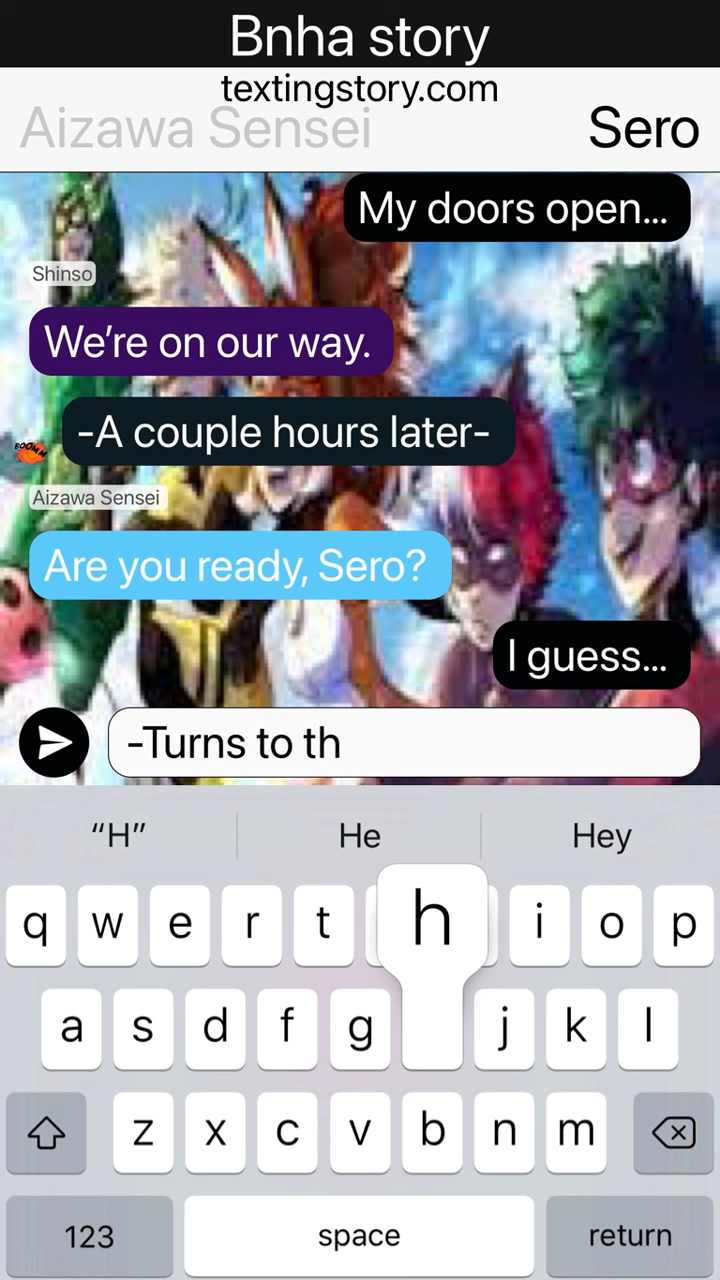 Bnha story
textingstory.com
Aizawa Sensei
Sero
My doors open...
Shinso
We're on our way.
-A couple hours later-
BOOMM
Aizawa Sensei
Are you ready, Sero?
I guess...
-Turns to th
“H” He Hey
q w e r t h i o p
a s d f g j k l
z x c v b n m
123 space return